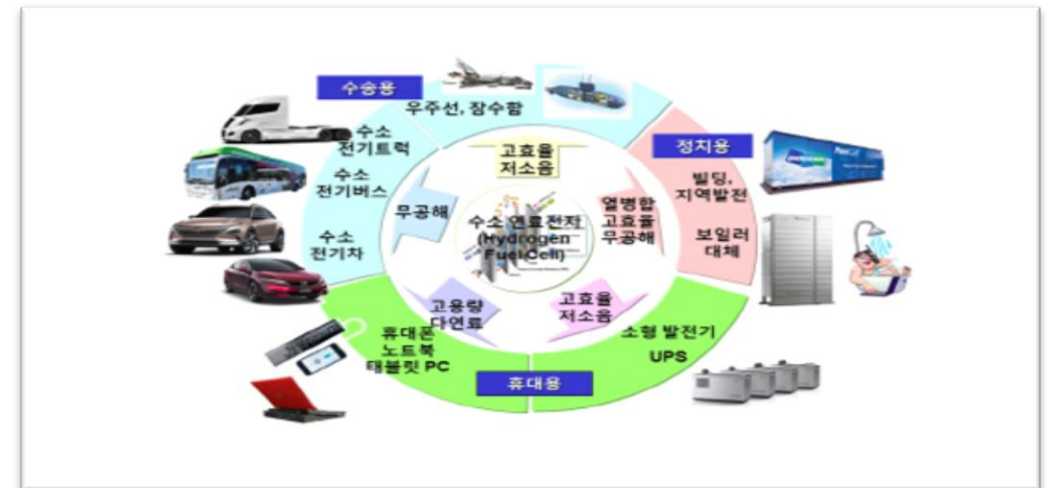 수송용
우주선, 잠수함
수소
전기트럭
수소
전기버스
수소
전기차
정치용
빌딩,
지역발전
보일러
대체
고효율
저소음
무공해
열병합
고효율
무공해
수소 연료전지
(Hydrogen
Fuel Cell)
고용량
다연료
고효율
저소음
휴대폰
노트북
태블릿 PC
소형 발전기
UPS
휴대용